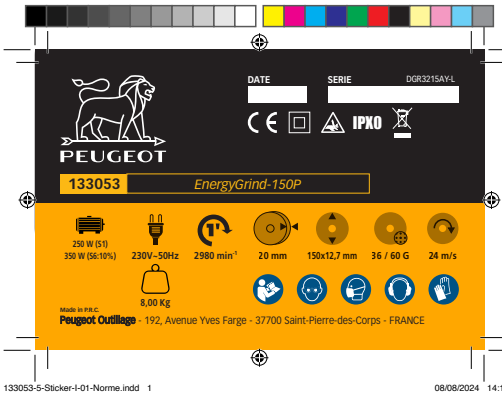 DATE SERIE DGR3215AY-L
CE IPX0
PEUGEOT
133053 EnergyGrind-150P
250 W (S1)
350 W (S6:10%) 230V~50Hz 2980 min-1 20 mm 150x12,7 mm 36 / 60 G 24 m/s
8,00 Kg
Made in P.R.C.
Peugeot Outillage - 192, Avenue Yves Farge - 37700 Saint-Pierre-des-Corps - FRANCE
133053-5-Sticker-I-01-Norme.indd 1 08/08/2024 14:1